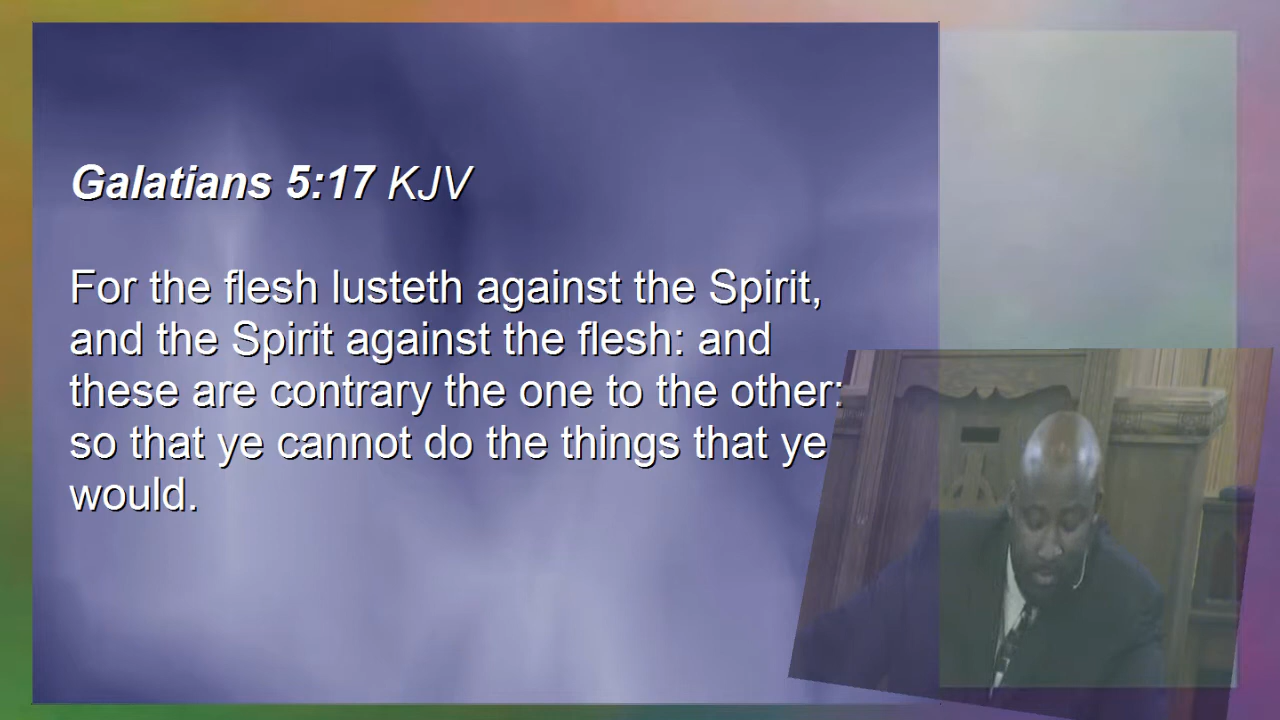 Galatians 5:17 KJV
For the flesh lusteth against the Spirit,
and the Spirit against the flesh: and
these are contrary the one to the other:
so that ye cannot do the things that ye
would.